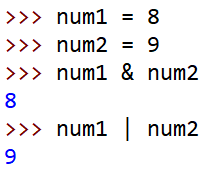 >>> num1 = 8
>>> num2 = 9
>>> num1 & num2
8
>>> num1 | num2
9